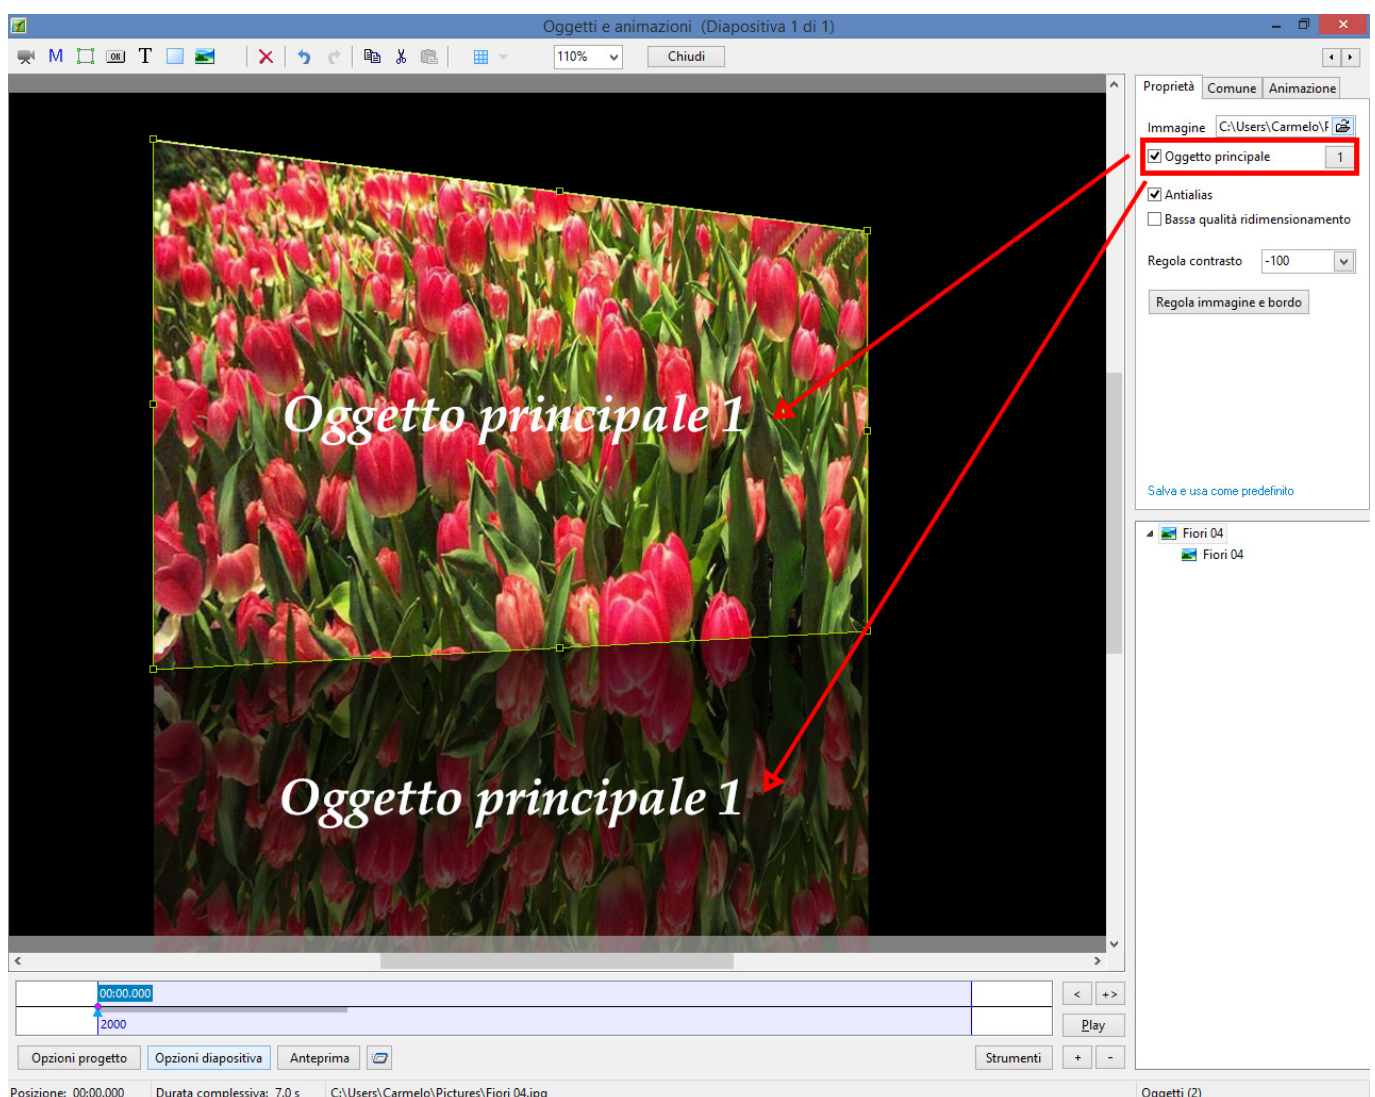 Oggetti e animazioni (Diapositiva 1 di 1)
M OK T 110% Chiudi
Proprietà Comune Animazione
Immagine C:\Users\Carmelo\F
Oggetto principale 1
Antialias
Bassa qualità ridimensionamento
Regola contrasto -100
Regola immagine e bordo
Oggetto principale 1
Salva e usa come predefinito
Fiori 04
Fiori 04
Oggetto principale 1
00:00.000
< +>
2000
Play
Opzioni progetto Opzioni diapositiva Anteprima Strumenti + -
Posizione: 00:00.000 Durata complessiva: 7.0 s C:\Users\Carmelo\Pictures\Fiori 04.jpg Oggetti (2)